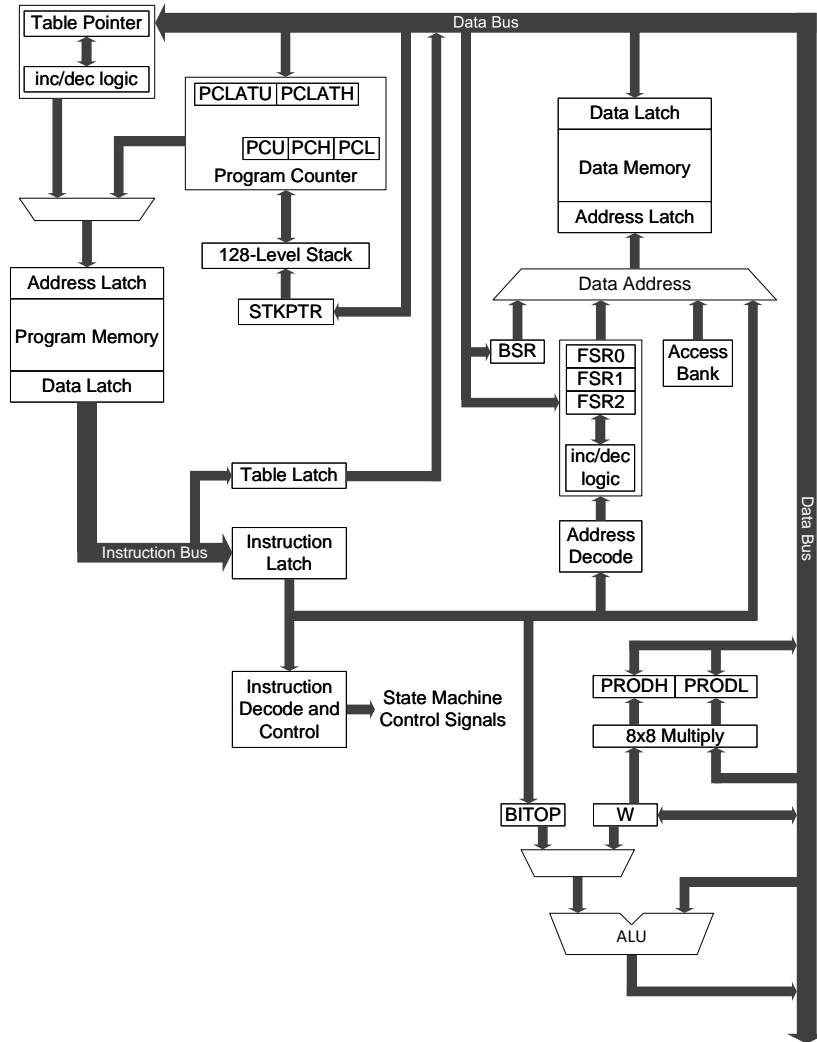 Table Pointer
inc/dec logic
Data Bus
PCLATU PCLATH
PCU PCH PCL
Program Counter
128-Level Stack
STKPTR
Address Latch
Program Memory
Data Latch
Data Latch
Data Memory
Address Latch
Data Address
BSR
FSR0
FSR1
FSR2
inc/dec
logic
Access
Bank
Address
Decode
Table Latch
Instruction Bus
Instruction
Latch
Data Bus
Instruction
Decode and
Control
State Machine
Control Signals
PRODH PRODL
8x8 Multiply
BITOP
W
ALU